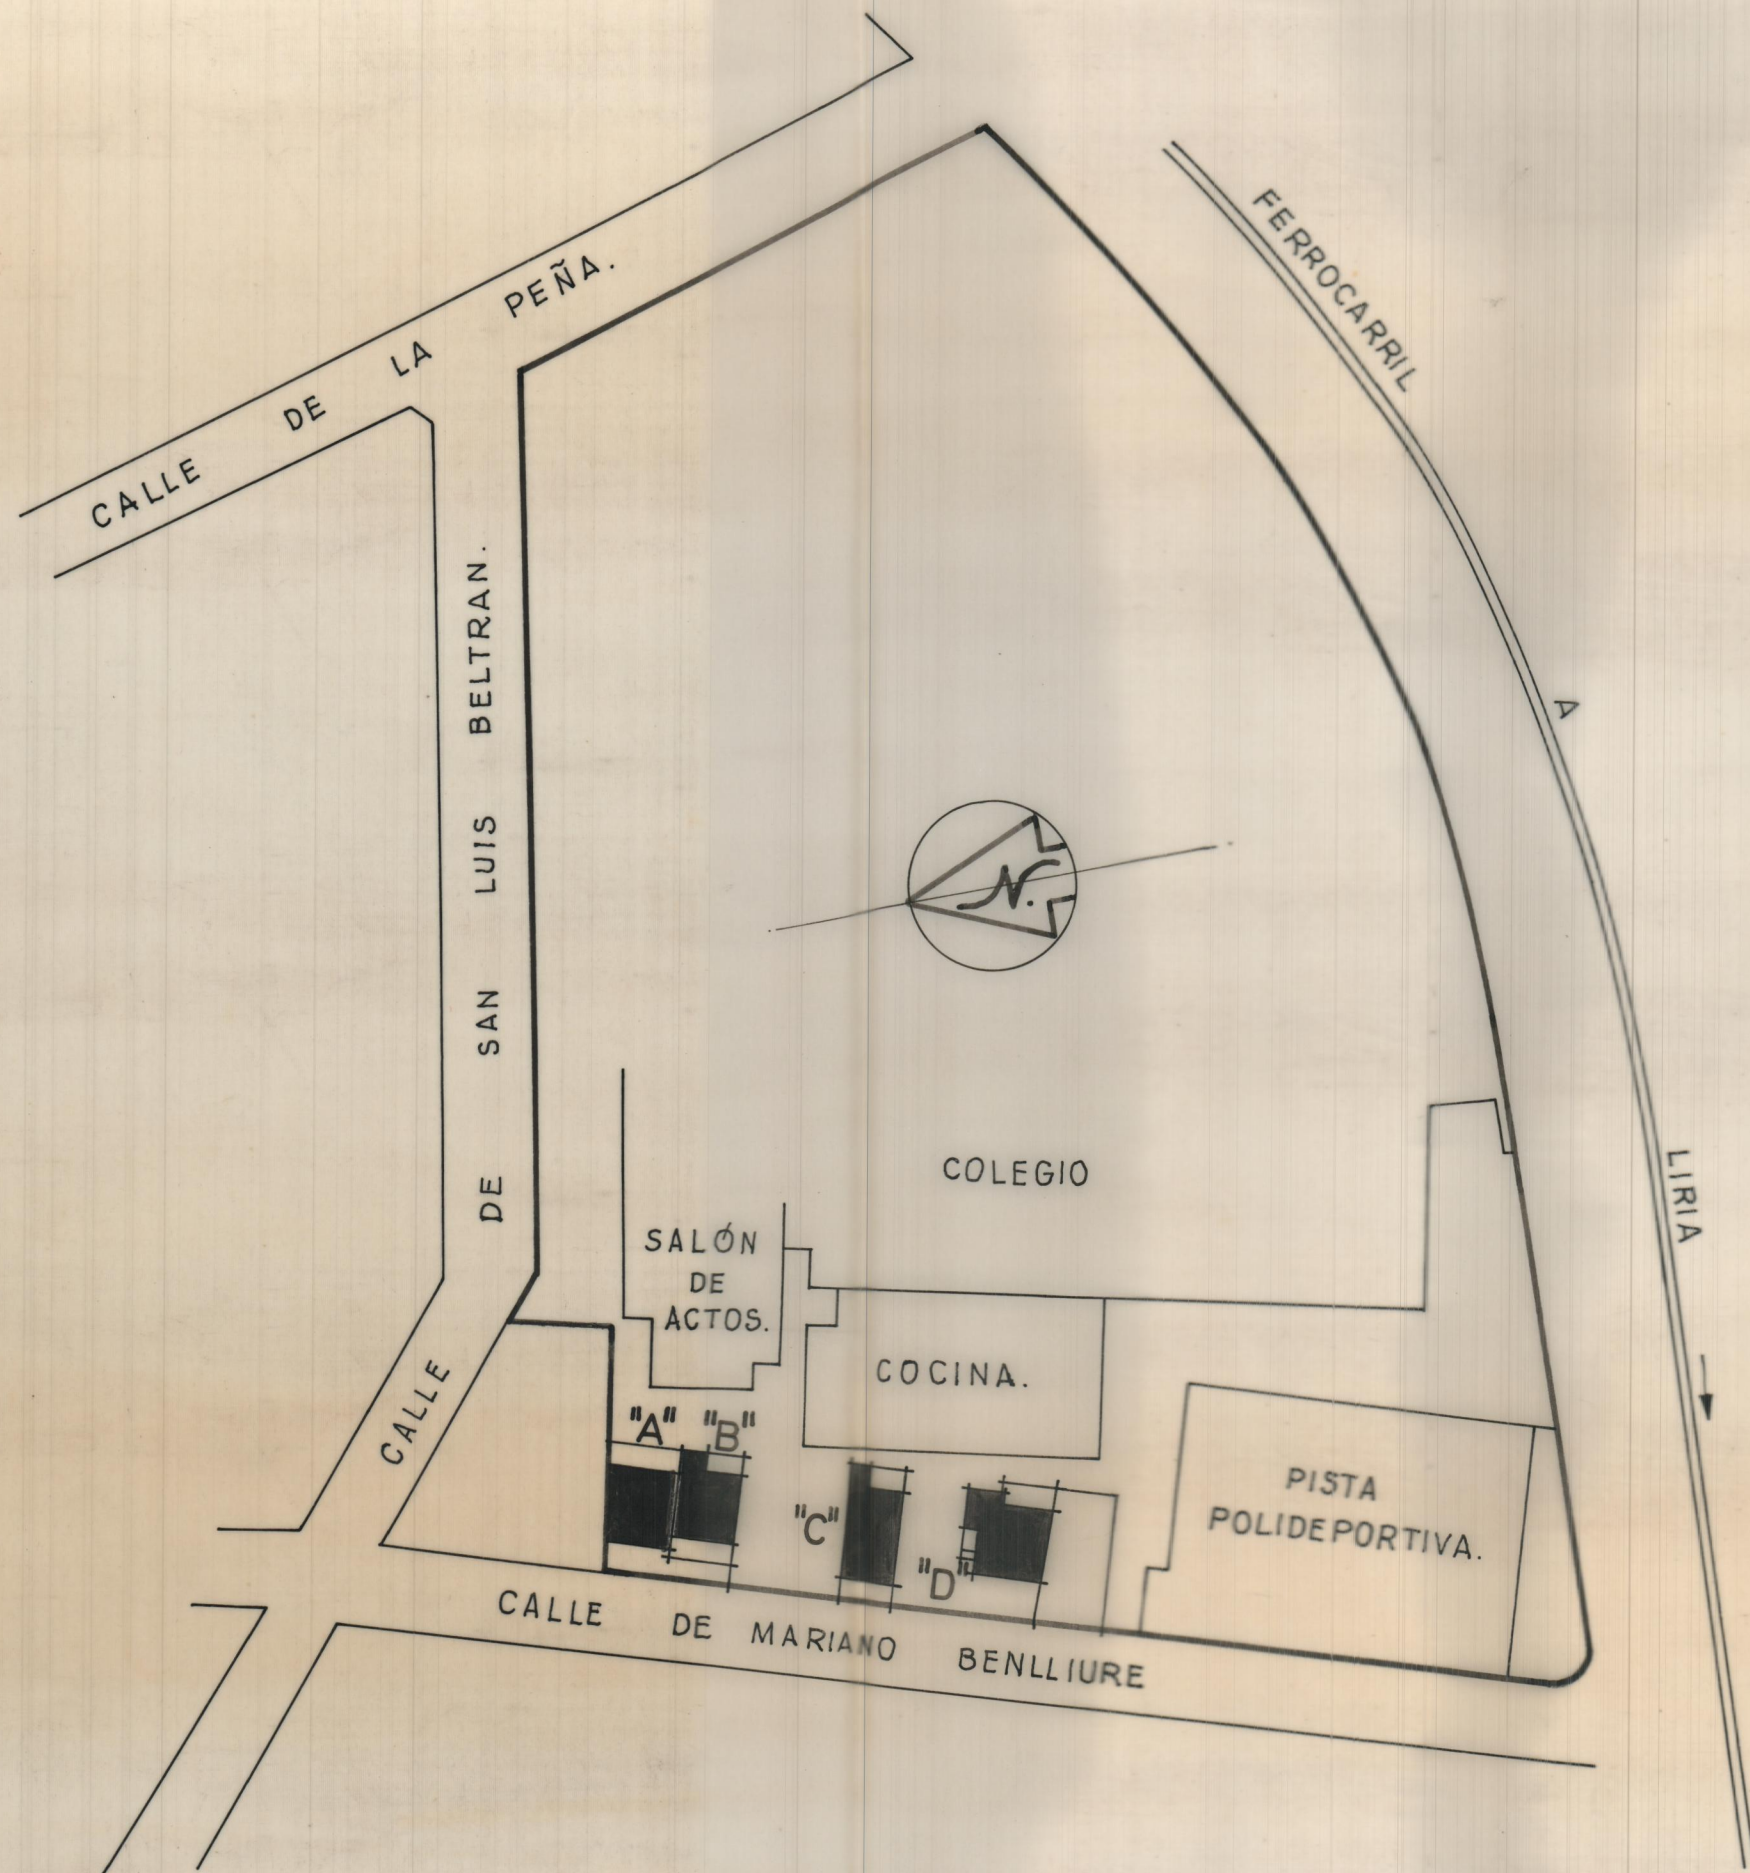 CALLE DE LA PEÑA.
FERROCARRIL A LIRIA
CALLE DE SAN LUIS BELTRAN.
N.
COLEGIO
SALÓN
DE
ACTOS.
COCINA.
"A" "B"
"C"
"D"
PISTA
POLIDEPORTIVA.
CALLE DE MARIANO BENLLIURE